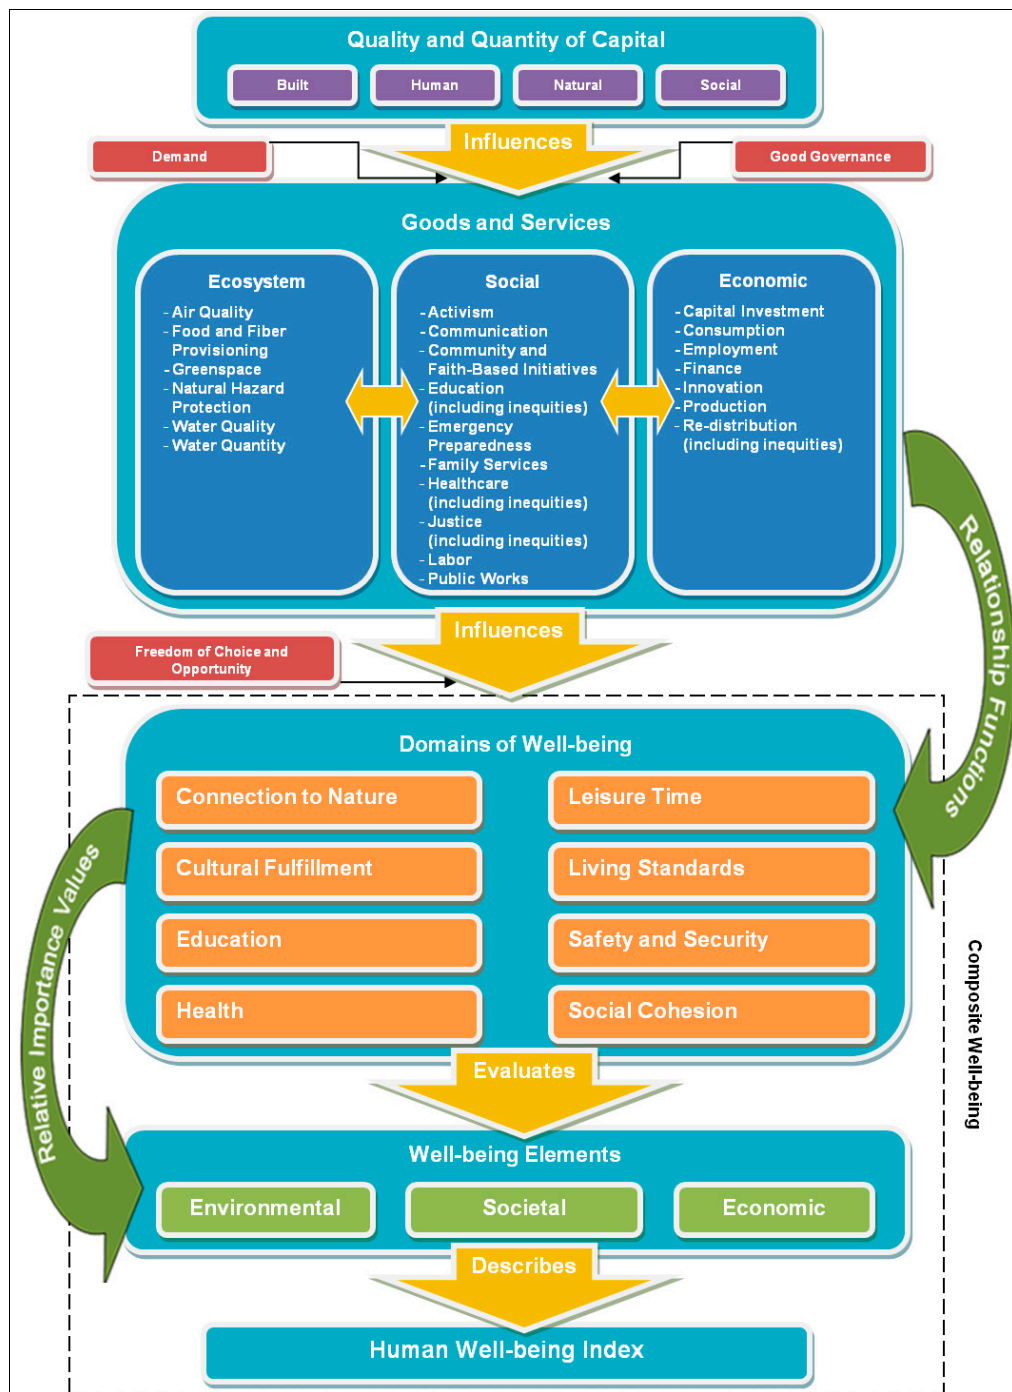 Quality and Quantity of Capital
Built
Human
Natural
Social
Influences
Demand
Good Governance
Goods and Services
Ecosystem
- Air Quality
- Food and Fiber
Provisioning
- Greenspace
- Natural Hazard
Protection
- Water Quality
- Water Quantity
Social
- Activism
- Communication
- Community and
Faith-Based Initiatives
- Education
(including inequities)
- Emergency
Preparedness
- Family Services
- Healthcare
(including inequities)
- Justice
(including inequities)
- Labor
- Public Works
Economic
- Capital Investment
- Consumption
- Employment
- Finance
- Innovation
- Production
- Re-distribution
(including inequities)
Relationship Functions
Influences
Freedom of Choice and
Opportunity
Domains of Well-being
Connection to Nature
Leisure Time
Cultural Fulfillment
Living Standards
Education
Safety and Security
Health
Social Cohesion
Relative Importance Values
Composite Well-being
Evaluates
Well-being Elements
Environmental
Societal
Economic
Describes
Human Well-being Index